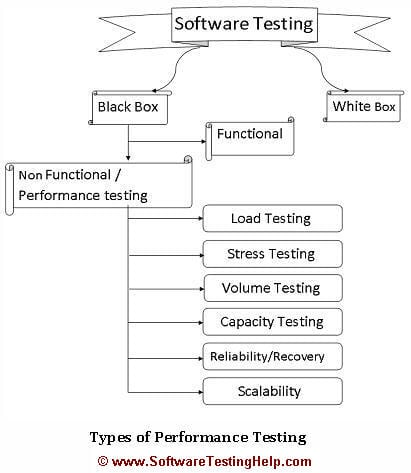 Software Testing
Black Box
White Box
Functional
Non Functional /
Performance testing
Load Testing
Stress Testing
Volume Testing
Capacity Testing
Reliability/Recovery
Scalability
Types of Performance Testing
© www.SoftwareTestingHelp.com